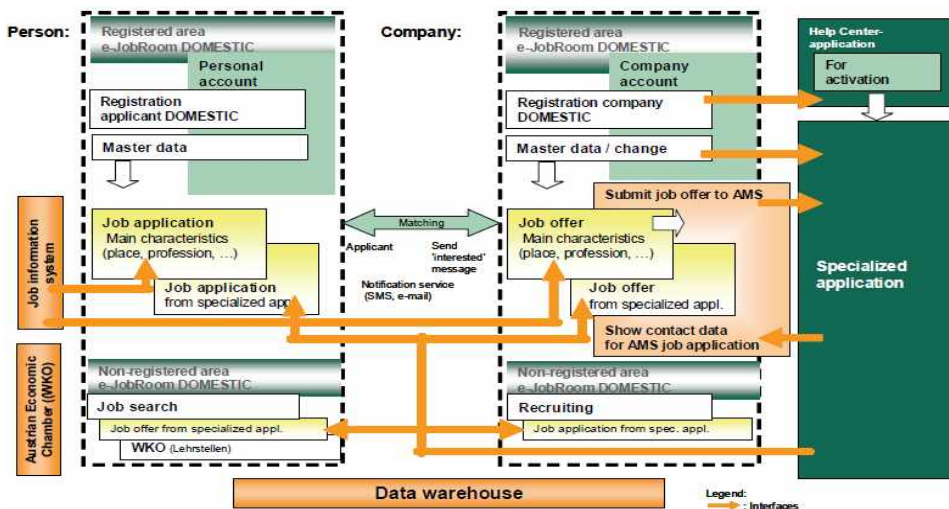 Person:
Registered area
e-JobRoom DOMESTIC
Personal
account
Registration
applicant DOMESTIC
Master data
Job application
Main characteristics
(place, profession, …)
Job application
from specialized appl.
Non-registered area
e-JobRoom DOMESTIC
Job search
Job offer from specialized appl.
WKO (Lehrstellen)
Job information
system
Austrian Economic
Chamber ((WKO)
Matching
Applicant
Send
'interested'
message
Notification service
(SMS, e-mail)
Company:
Registered area
e-JobRoom DOMESTIC
Company
account
Registration company
DOMESTIC
Master data / change
Submit job offer to AMS
Job offer
Main characteristics
(place, profession, …)
Job offer
from specialized appl.
Show contact data
for AMS job application
Non-registered area
e-JobRoom DOMESTIC
Recruiting
Job application from spec. appl.
Help Center-
application
For
activation
Specialized
application
Data warehouse
Legend:
: Interfaces